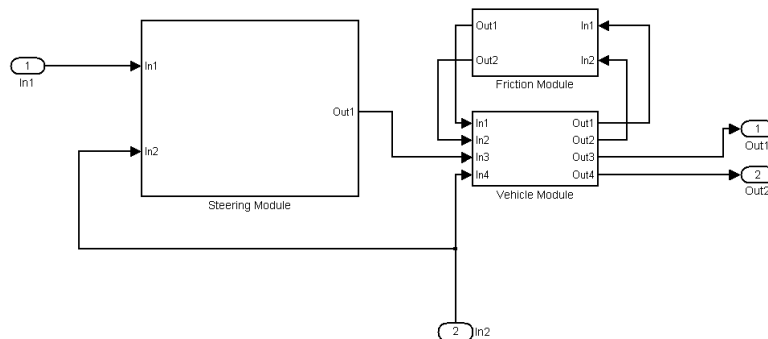 Out1
In1
Out2
In2
Friction Module
1
In1
In1
Out1
In2
Steering Module
In1
Out1
In2
Out2
In3
Out3
In4
Out4
Vehicle Module
1
Out1
2
Out2
2
In2